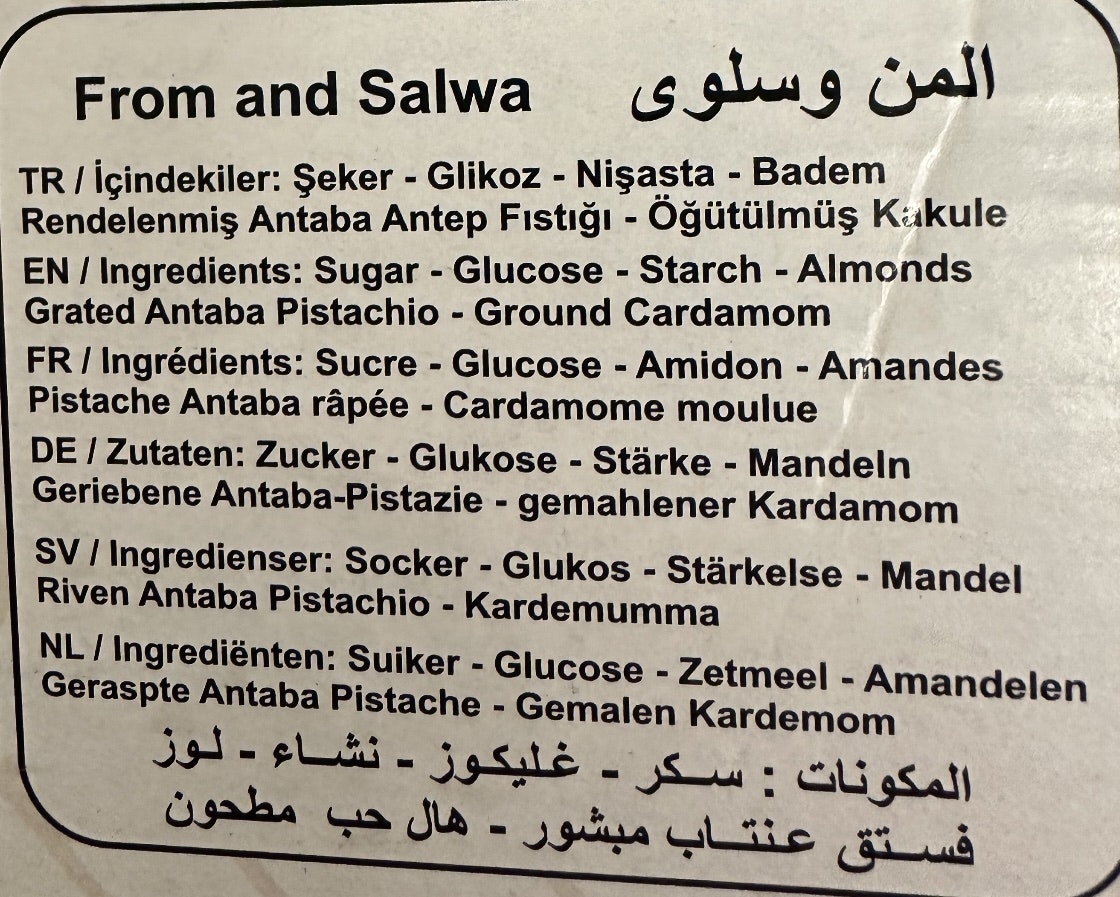 From and Salwa المن وسلوى
TR / İçindekiler: Şeker - Glikoz - Nişasta - Badem
Rendelenmiş Antaba Antep Fıstığı - Öğütülmüş Kakule
EN / Ingredients: Sugar - Glucose - Starch - Almonds
Grated Antaba Pistachio - Ground Cardamom
FR / Ingrédients: Sucre - Glucose - Amidon - Amandes
Pistache Antaba râpée - Cardamome moulue
DE / Zutaten: Zucker - Glukose - Stärke - Mandeln
Geriebene Antaba-Pistazie - gemahlener Kardamom
SV / Ingredienser: Socker - Glukos - Stärkelse - Mandel
Riven Antaba Pistachio - Kardemumma
NL / Ingrediënten: Suiker - Glucose - Zetmeel - Amandelen
Geraspte Antaba Pistache - Gemalen Kardemom
المكونات : سكر - غليكوز - نشاء - لوز
فستق عنتاب مبشور - هال حب مطحون